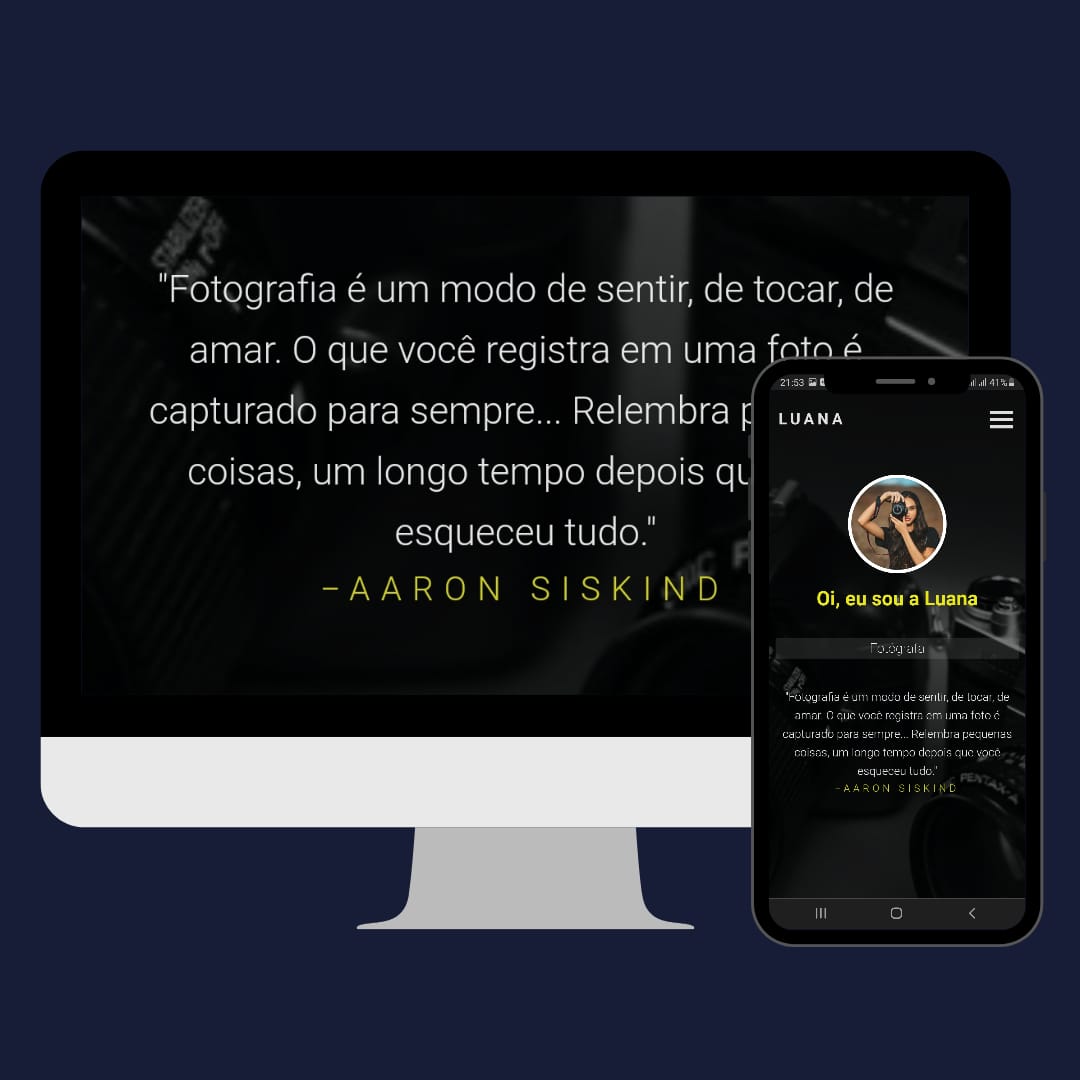 STABILIZER
"Fotografia é um modo de sentir, de tocar, de
amar. O que você registra em uma foto é
capturado para sempre... Relembra
coisas, um longo tempo depois
esqueceu tudo."
–AARON SISKIND
21:53
41%
LUANA
Oi, eu sou a Luana
Fotógrafa
"Fotografia é um modo de sentir, de tocar, de
amar. O que você registra em uma foto é
capturado para sempre... Relembra pequenas
coisas, um longo tempo depois que você
esqueceu tudo."
–AARON SISKIND
PENTAX-A